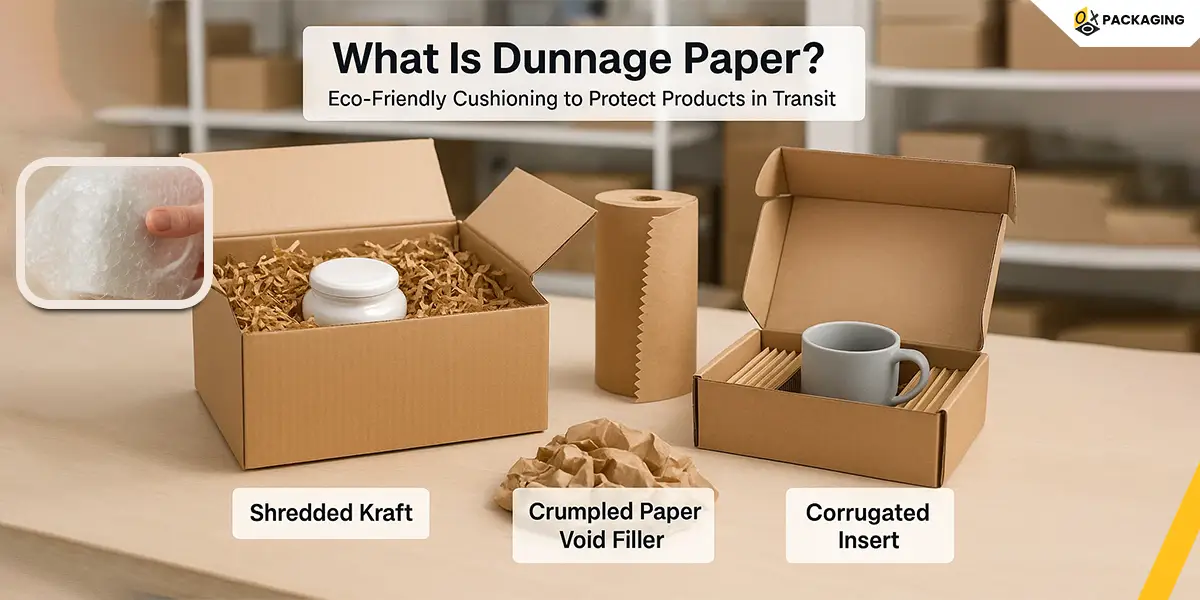 What Is Dunnage Paper?
Eco-Friendly Cushioning to Protect Products in Transit
PACKAGING
Shredded Kraft
Crumpled Paper
Void Filler
Corrugated
Insert